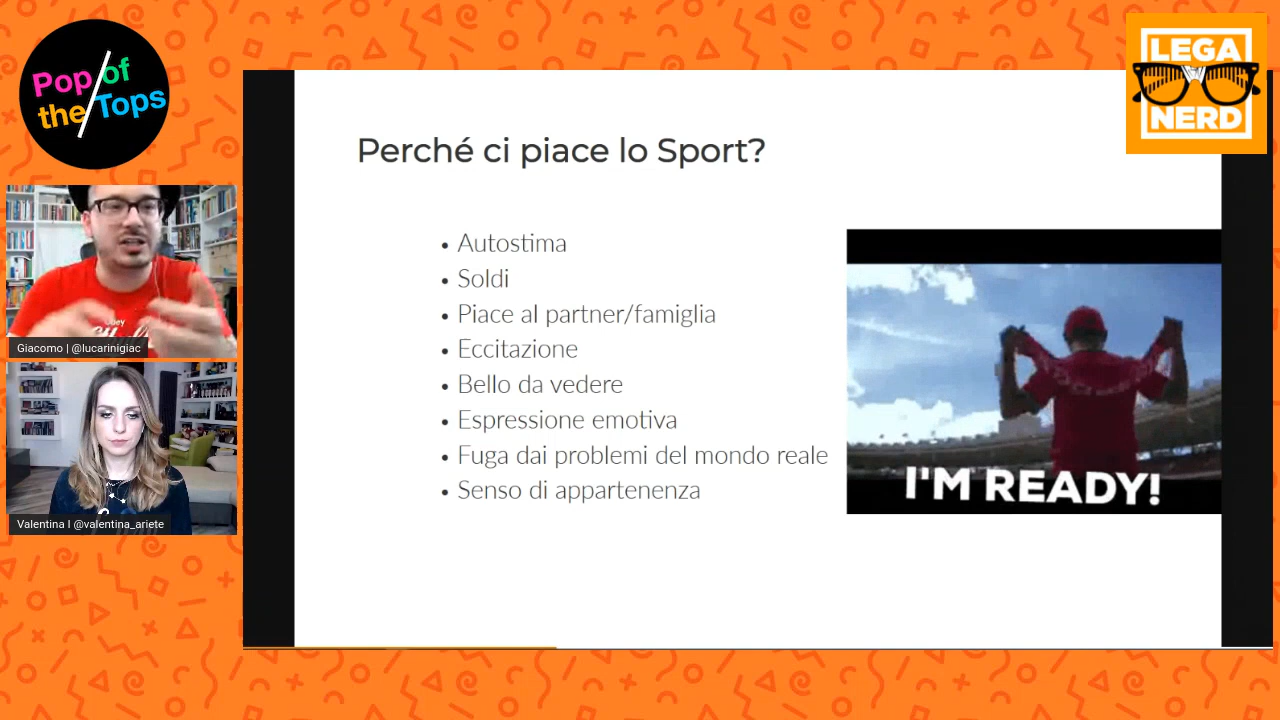 Pop/of
the/Tops
LEGA
NERD
Perché ci piace lo Sport?
• Autostima
• Soldi
• Piace al partner/famiglia
• Eccitazione
• Bello da vedere
• Espressione emotiva
• Fuga dai problemi del mondo reale
• Senso di appartenenza
I'M READY!
Giacomo | @lucarinigiac
Valentina I @valentina_ariete